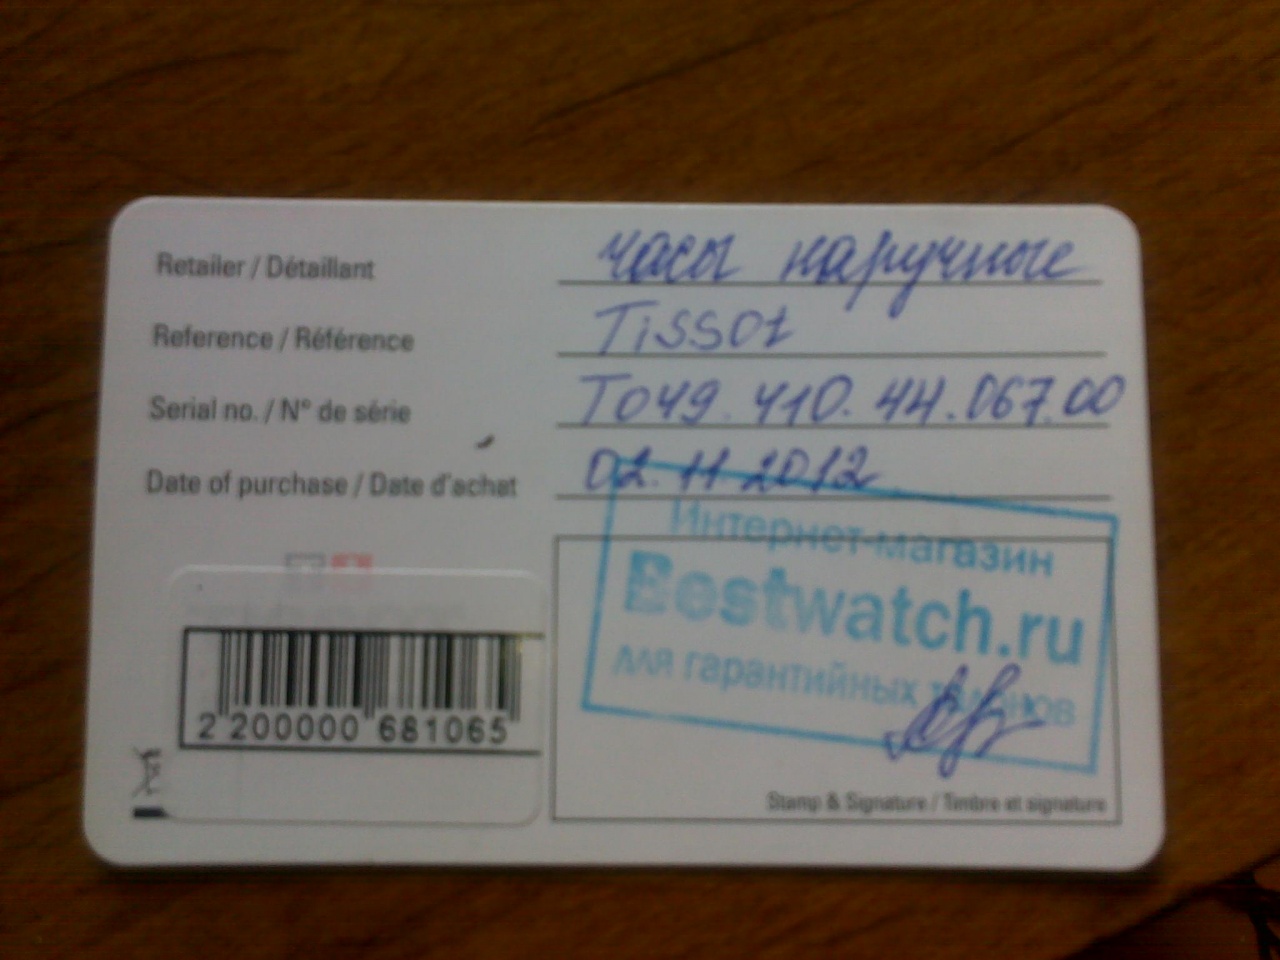 Retailer / Détaillant часы наручные
Reference / Référence Tissot
Serial no. / N° de série T049.410.44.067.00
Date of purchase / Date d'achat 02.11.2012
Интернет-магазин
Bestwatch.ru
для гарантийных талонов
2 200000 681065
Stamp & Signature / Timbre et signature